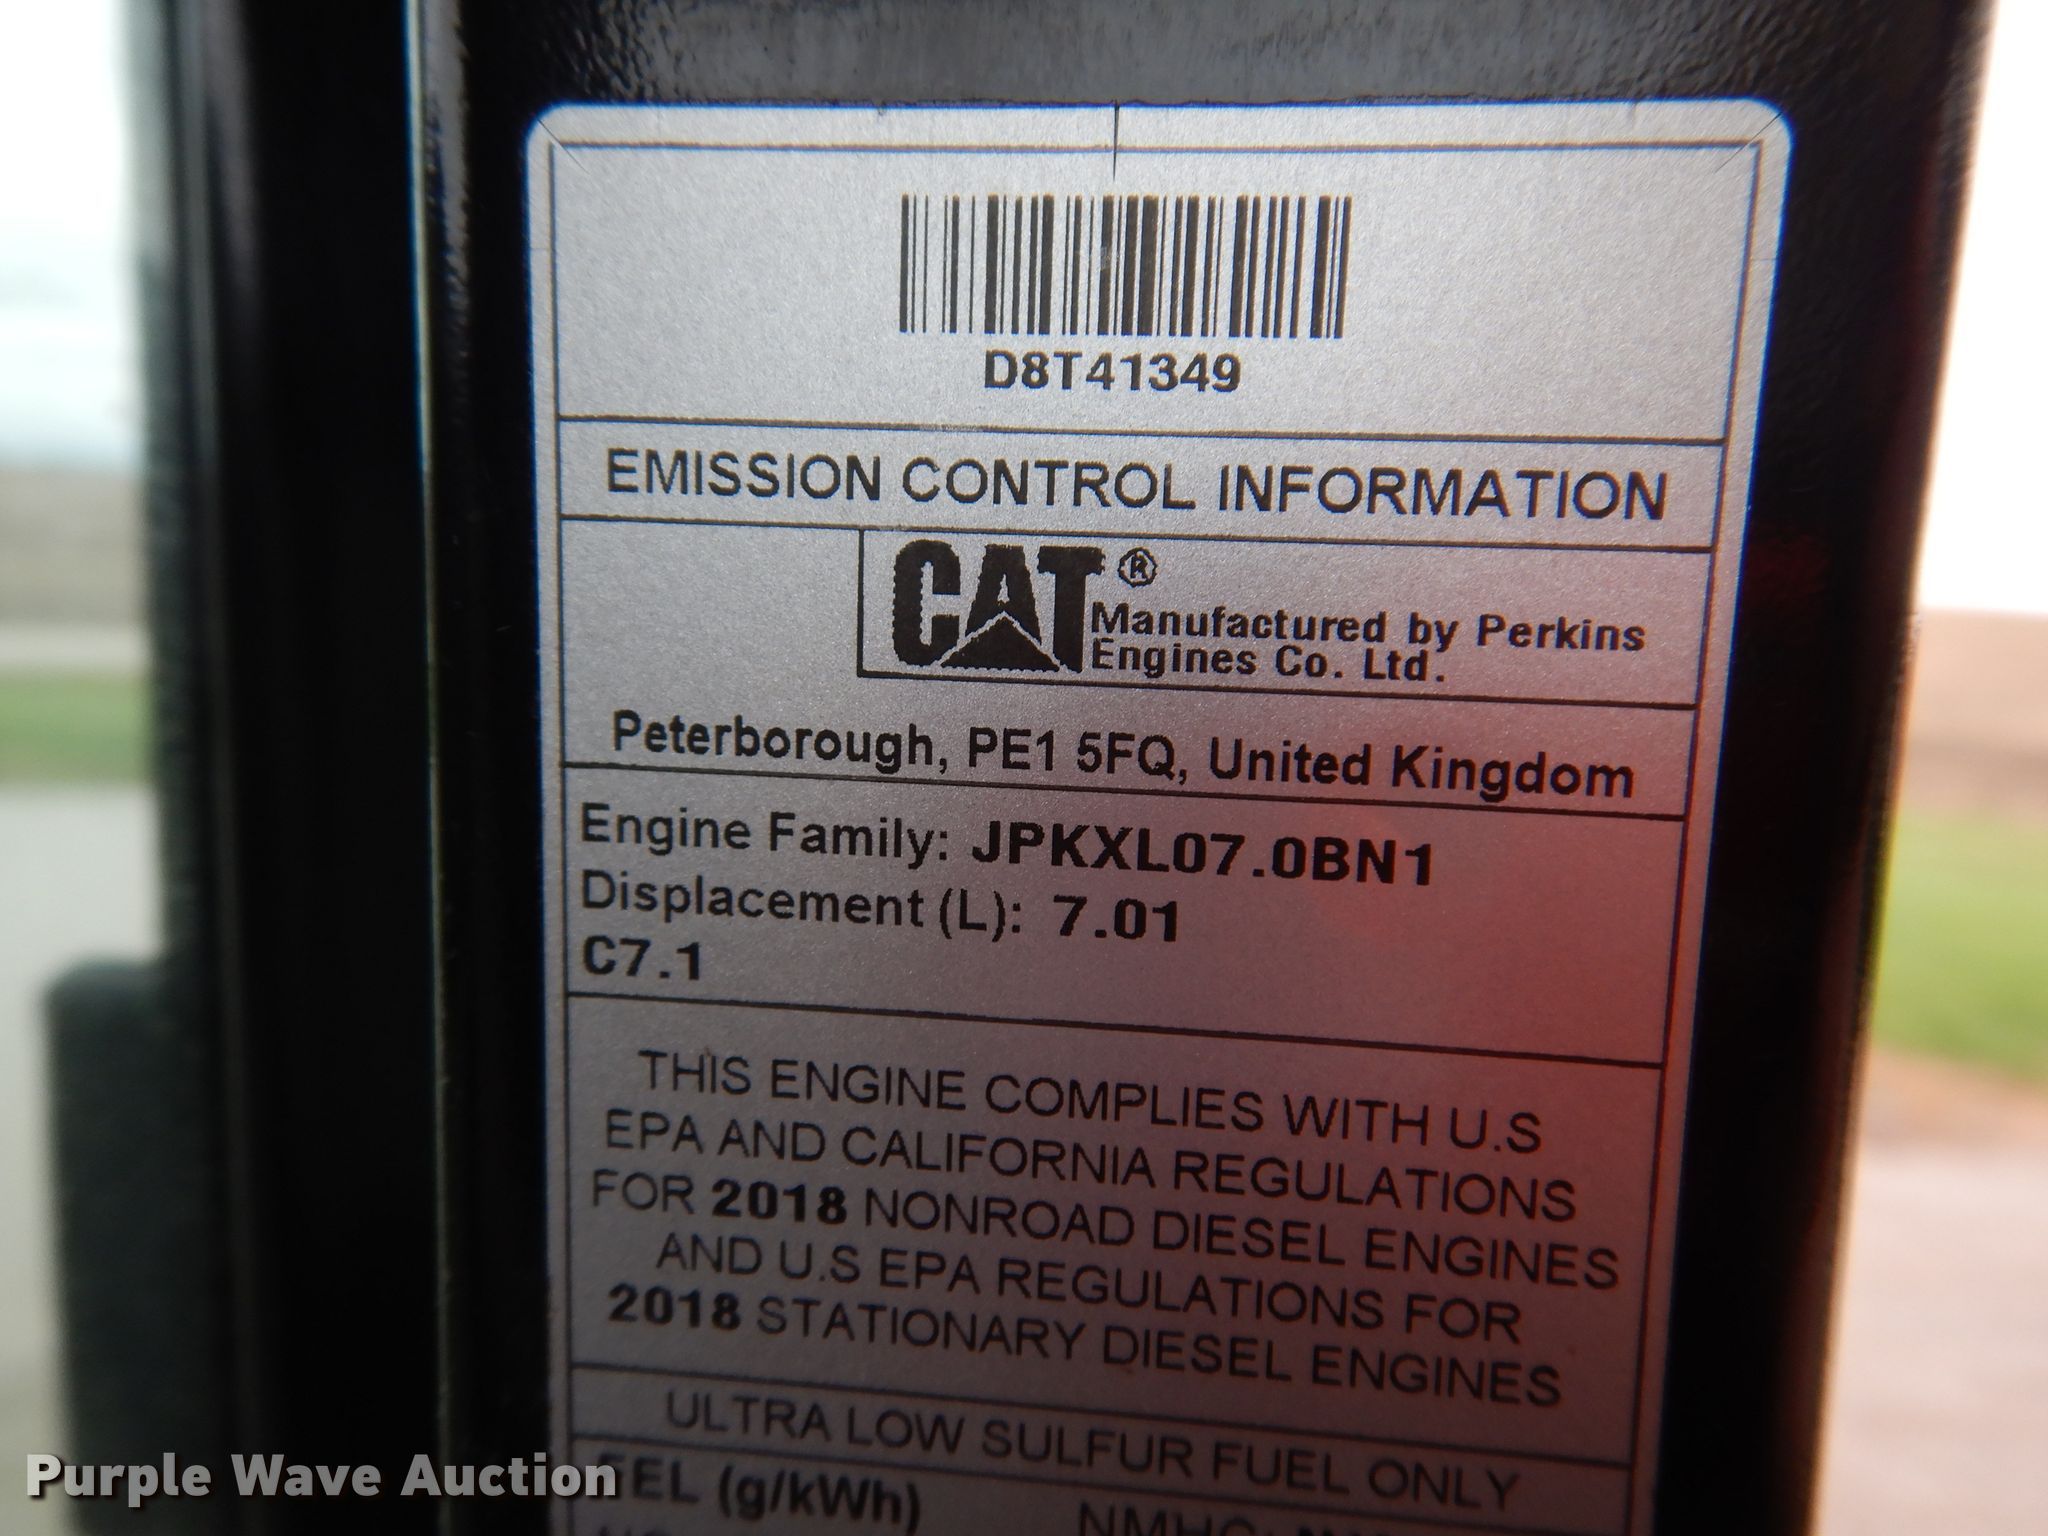 D8T41349
EMISSION CONTROL INFORMATION
CAT®
Manufactured by Perkins
Engines Co. Ltd.
Peterborough, PE1 5FQ, United Kingdom
Engine Family: JPKXL07.0BN1
Displacement (L): 7.01
C7.1
THIS ENGINE COMPLIES WITH U.S
EPA AND CALIFORNIA REGULATIONS
FOR 2018 NONROAD DIESEL ENGINES
AND U.S EPA REGULATIONS FOR
2018 STATIONARY DIESEL ENGINES
ULTRA LOW SULFUR FUEL ONLY
FEL (g/kWh)
Purple Wave Auction